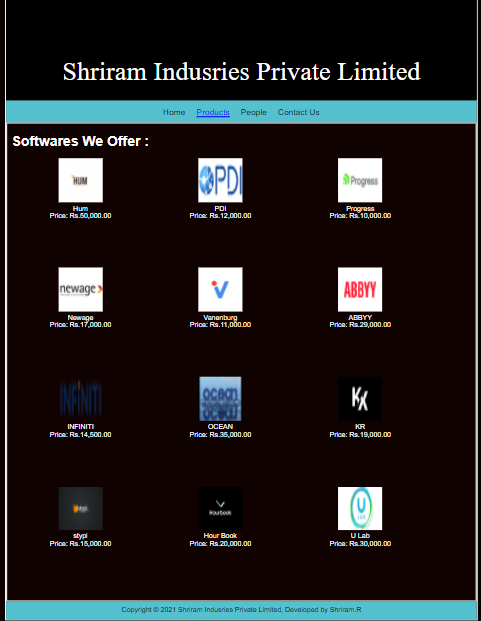 Shriram Indusries Private Limited
Home Products People Contact Us
Softwares We Offer :
HUM PDI Progress
Hum PDI Progress
Price: Rs.50,000.00 Price: Rs.12,000.00 Price: Rs.10,000.00
newage V ABBYY
Newage Vanenburg ABBYY
Price: Rs.17,000.00 Price: Rs.11,000.00 Price: Rs.29,000.00
INFINITI ocean KX
INFINITI OCEAN KR
Price: Rs.14,500.00 Price: Rs.35,000.00 Price: Rs.19,000.00
stypi Hourbook U LAB
stypi Hour Book U Lab
Price: Rs.15,000.00 Price: Rs.20,000.00 Price: Rs.30,000.00
Copyright © 2021 Shriram Indusries Private Limited, Developed by Shriram.R